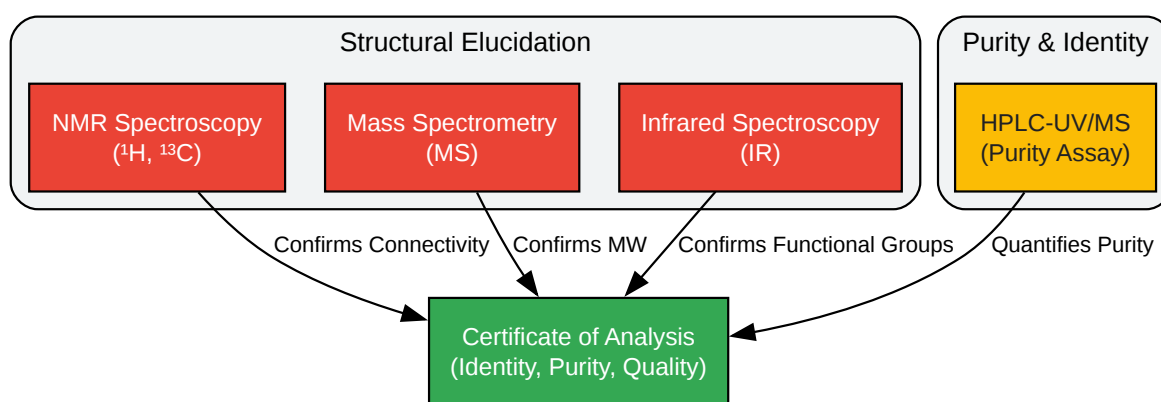 Structural Elucidation
Purity & Identity
NMR Spectroscopy
(¹H, ¹³C)
Mass Spectrometry
(MS)
Infrared Spectroscopy
(IR)
HPLC-UV/MS
(Purity Assay)
Confirms Connectivity
Confirms MW
Confirms Functional Groups
Quantifies Purity
Certificate of Analysis
(Identity, Purity, Quality)